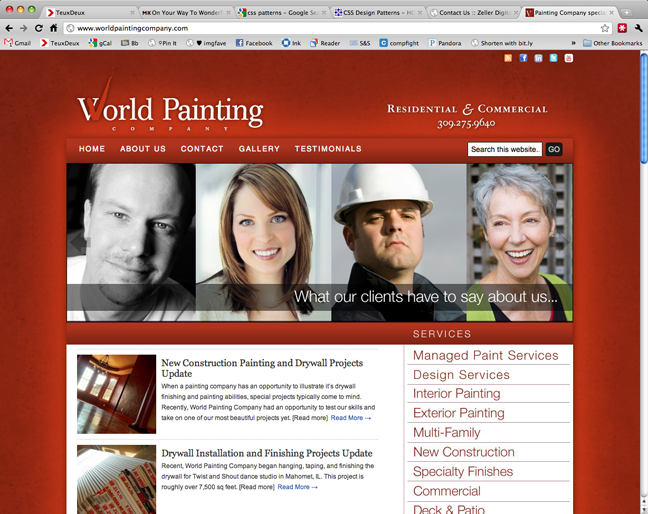 TeuxDeux
MK On Your Way To Wonderf
css patterns – Google Sea
CSS Design Patterns – H
Contact Us :: Zeller Digital
Painting Company speci
www.worldpaintingcompany.com
Gmail TeuxDeux gCal Bb Pin It imgfave Facebook Ink Reader S&S compfight Pandora Shorten with bit.ly » Other Bookmarks
World Painting
COMPANY
RESIDENTIAL & COMMERCIAL
309.275.9640
HOME ABOUT US CONTACT GALLERY TESTIMONIALS
Search this website.. GO
What our clients have to say about us...
SERVICES
New Construction Painting and Drywall Projects
Update
When a painting company has an opportunity to illustrate it's drywall
finishing and painting abilities, special projects typically come to mind.
Recently, World Painting Company had an opportunity to test our skills and
take on one of our most beautiful projects yet. [Read more] Read More →
Drywall Installation and Finishing Projects Update
Recent, World Painting Company began hanging, taping, and finishing the
drywall for Twist and Shout dance studio in Mahomet, IL. This project is
roughly over 7,500 sq feet. [Read more] Read More →
Managed Paint Services
Design Services
Interior Painting
Exterior Painting
Multi-Family
New Construction
Specialty Finishes
Commercial
Deck & Patio